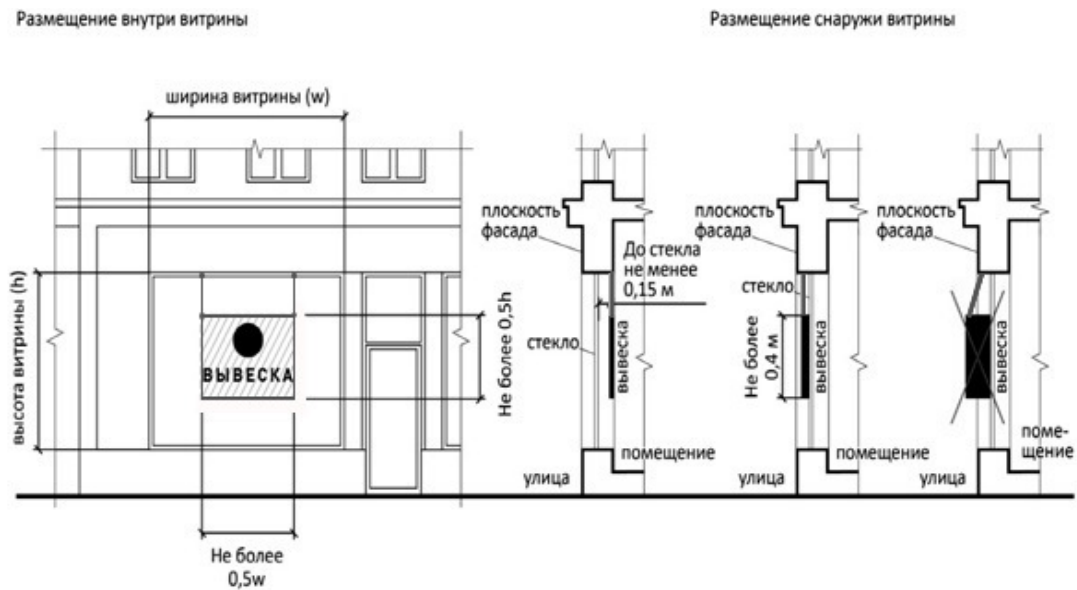 Размещение внутри витрины
Размещение снаружи витрины
ширина витрины (w)
высота витрины (h)
ВЫВЕСКА
Не более
0,5w
Не более 0,5h
плоскость
фасада
До стекла
не менее
0,15 м
стекло
вывеска
помещение
улица
плоскость
фасада
стекло
Не более
0,4 м
вывеска
помещение
улица
плоскость
фасада
вывеска
поме-
щение
улица